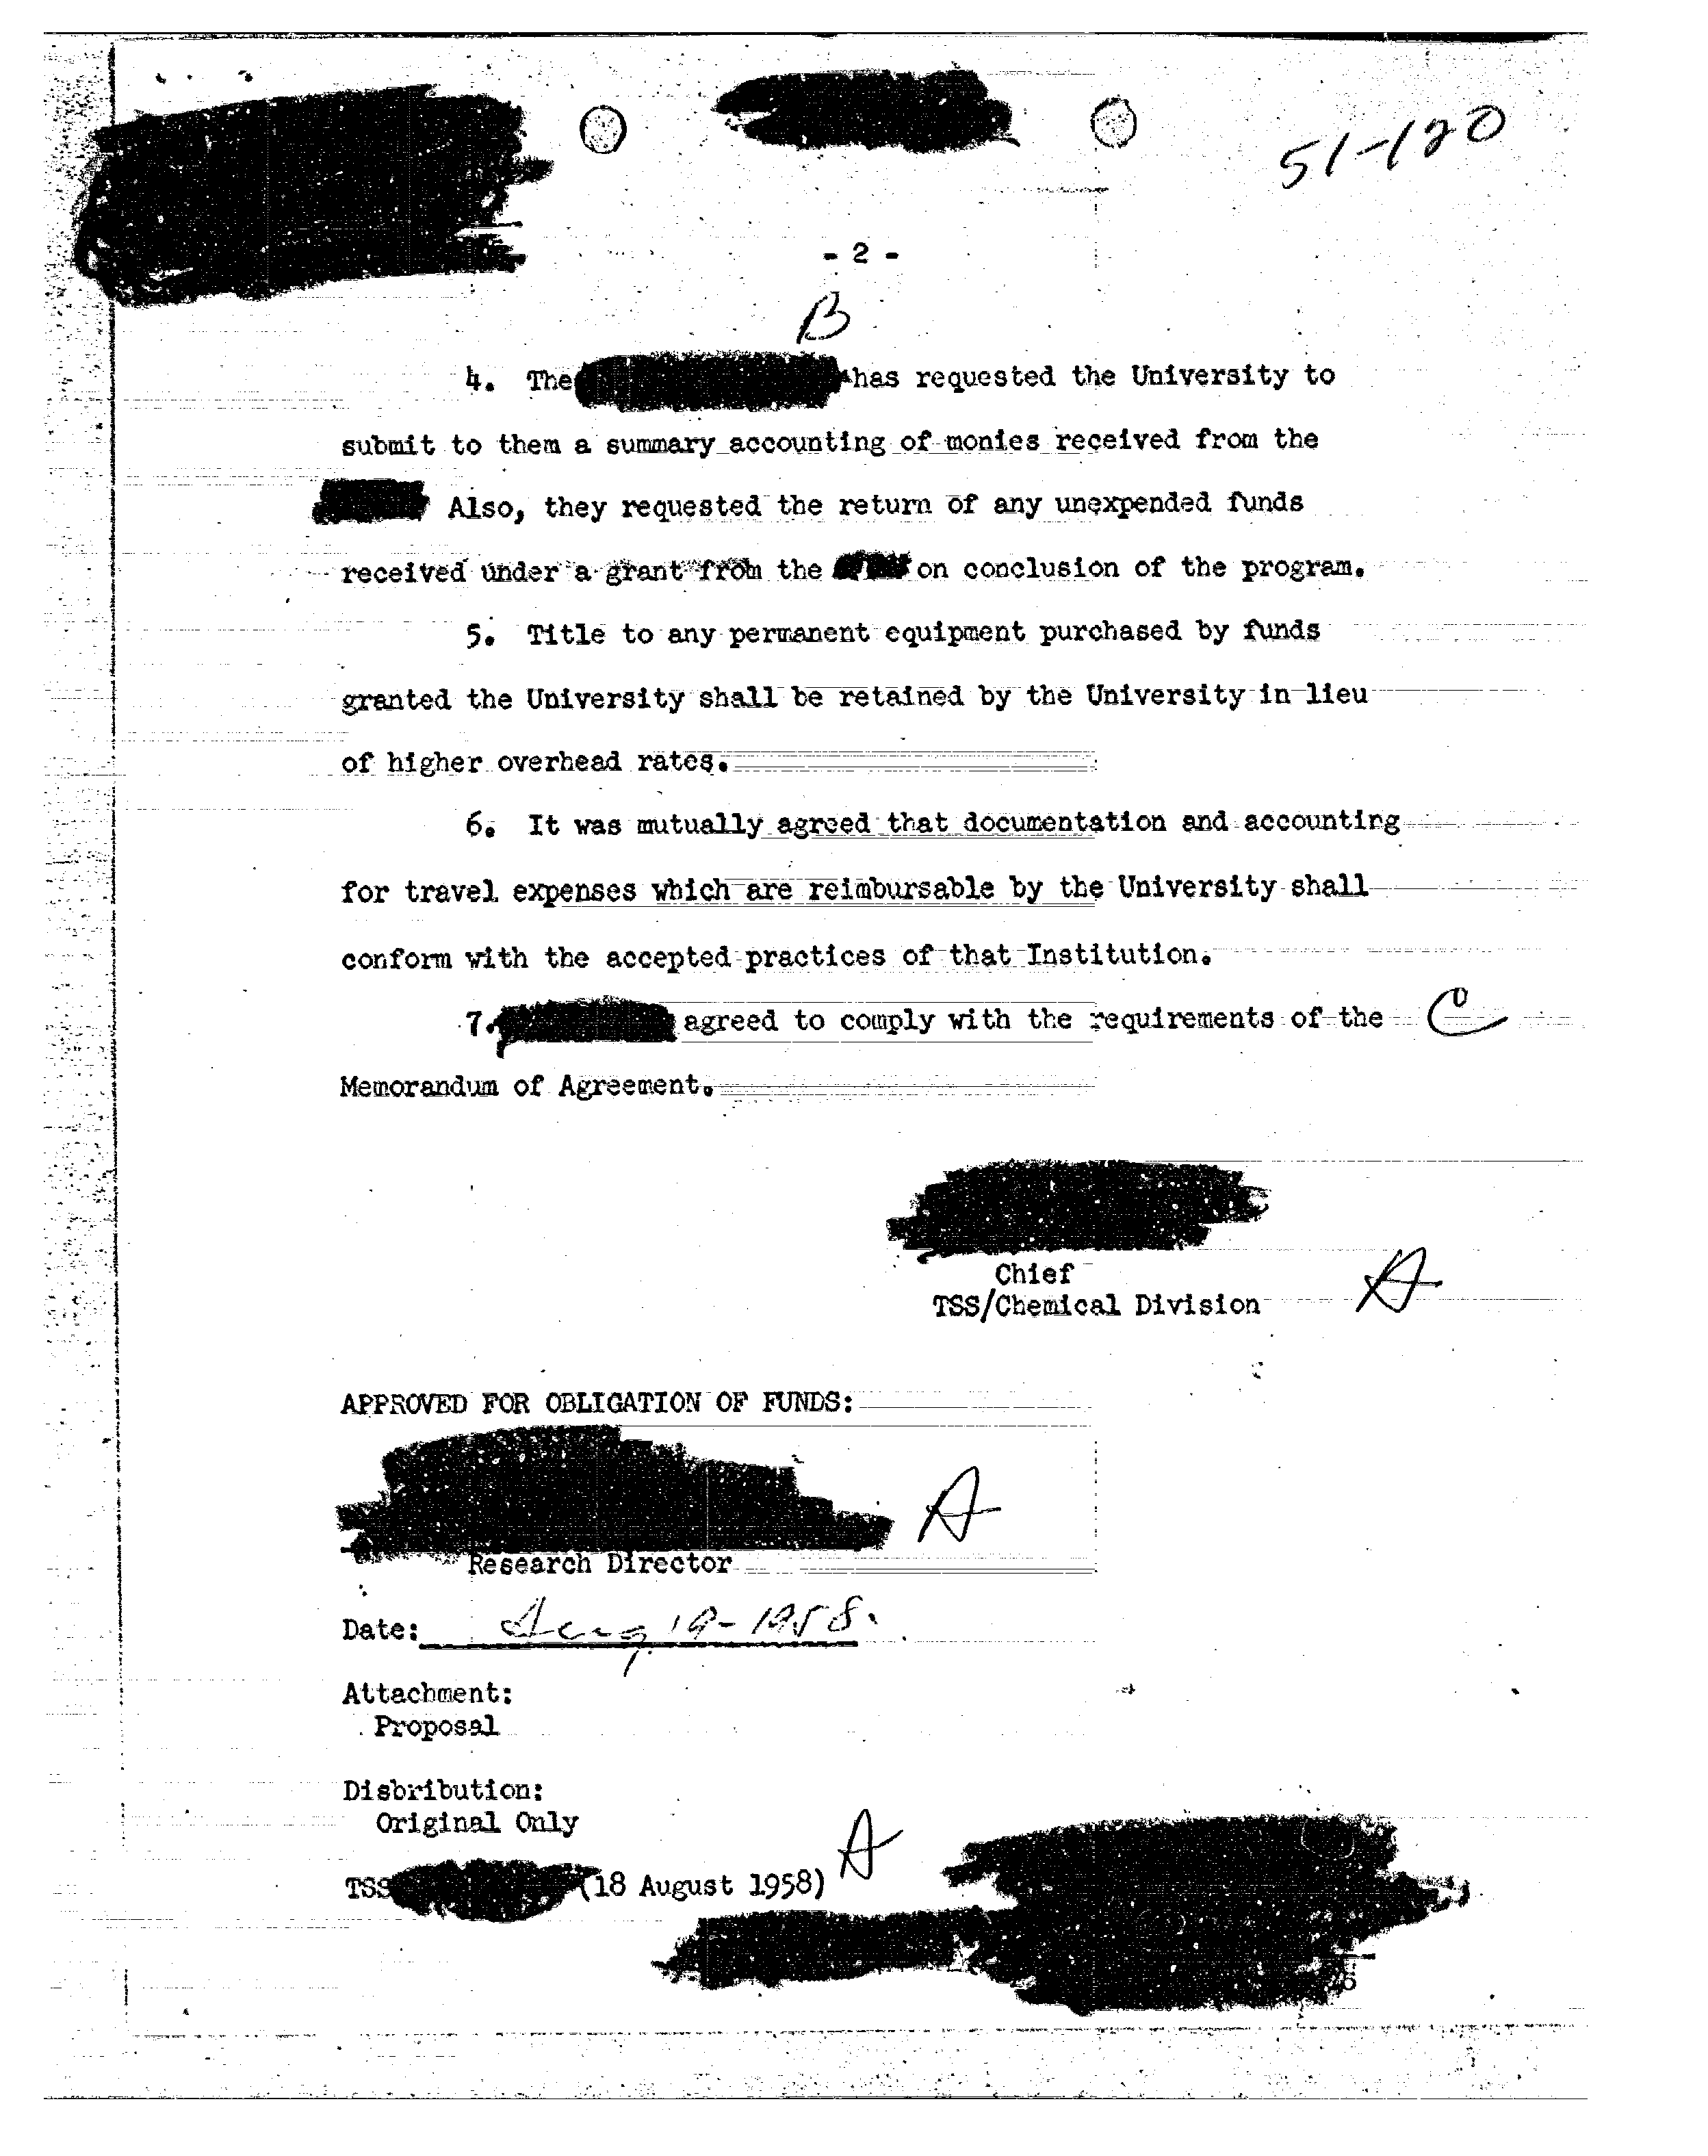 51-120
- 2 -
B
4. The has requested the University to
submit to them a summary accounting of monies received from the
Also, they requested the return of any unexpended funds
received under a grant from the on conclusion of the program.
5. Title to any permanent equipment purchased by funds
granted the University shall be retained by the University in lieu
of higher overhead rates.
6. It was mutually agreed that documentation and accounting
for travel expenses which are reimbursable by the University shall
conform with the accepted practices of that Institution.
7. agreed to comply with the requirements of the C
Memorandum of Agreement.
Chief
TSS/Chemical Division A
APPROVED FOR OBLIGATION OF FUNDS:
A
Research Director
Date: Aug 19-1958.
Attachment:
Proposal
Disbribution:
Original Only
TSS (18 August 1958) A
6